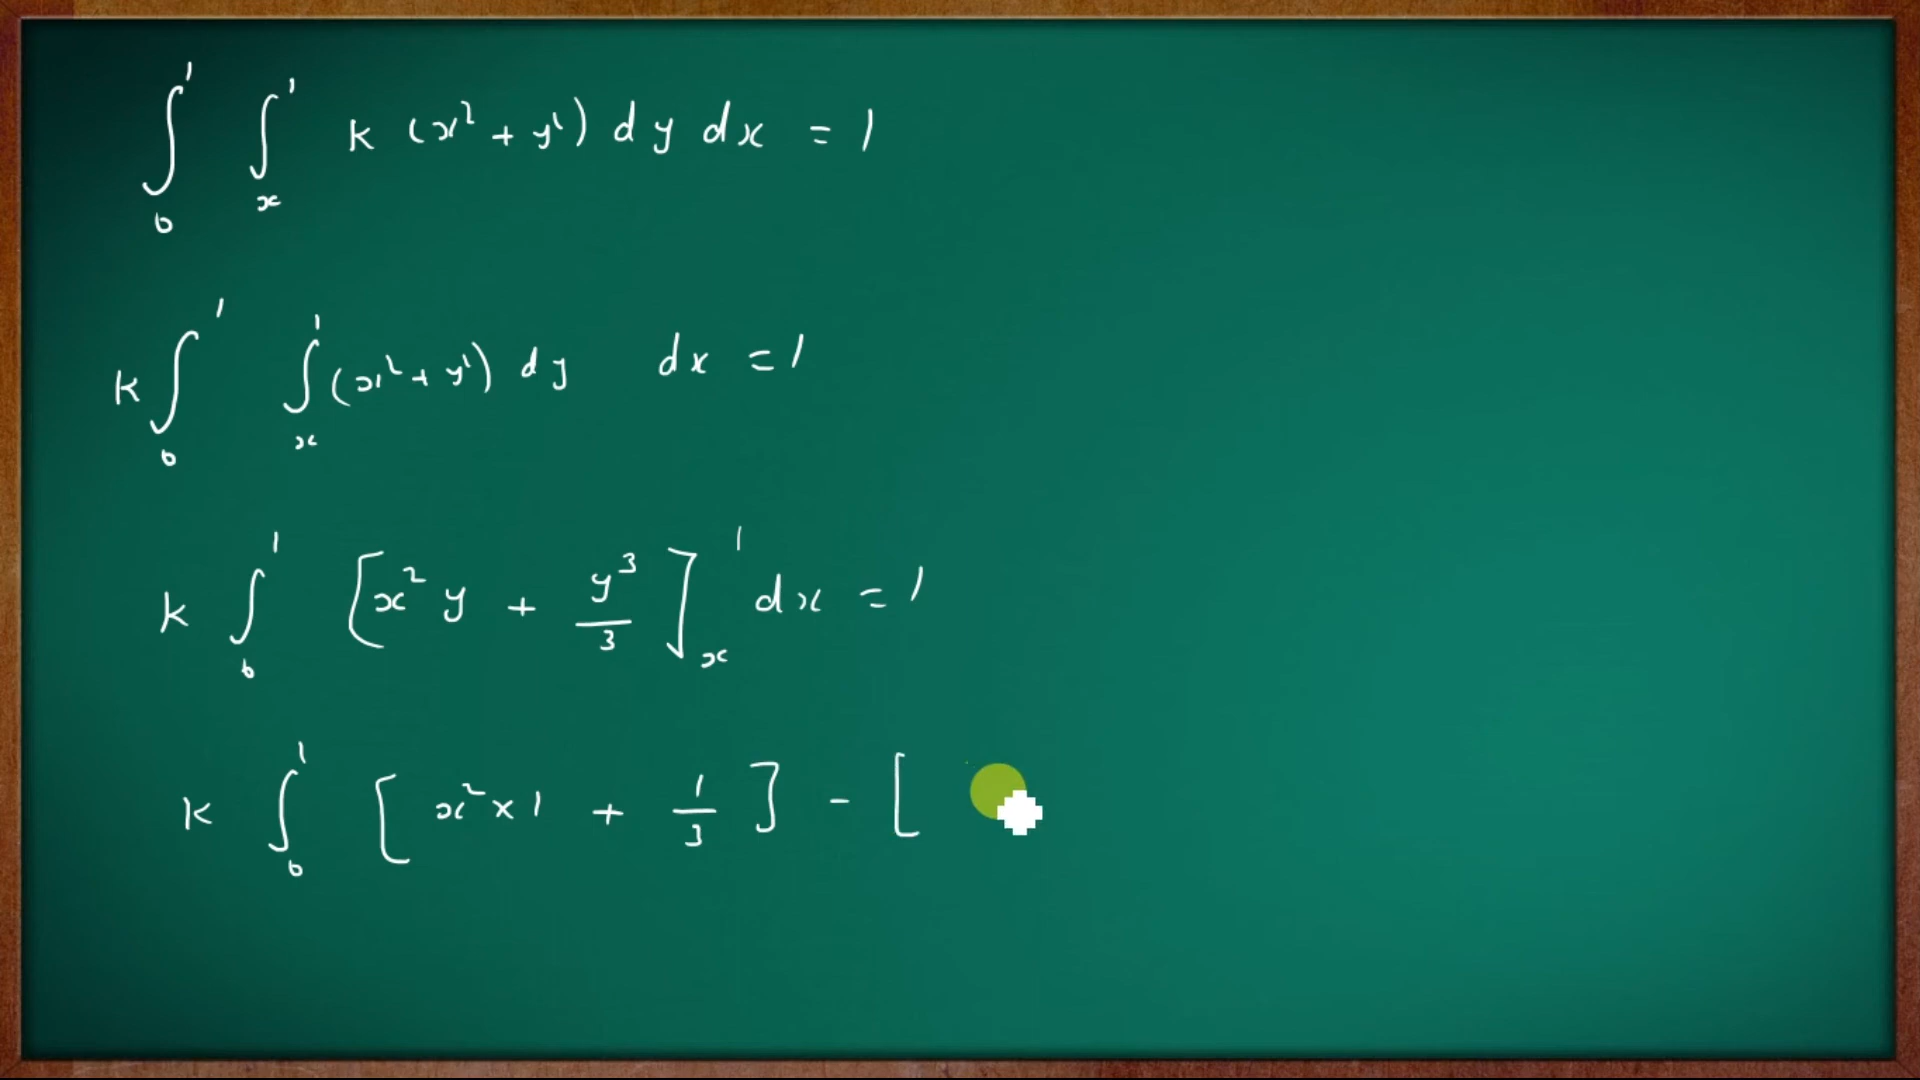 ∫₀¹ ∫ₓ¹ k (x² + y²) dy dx = 1
k ∫₀¹ ∫ₓ¹ (x² + y²) dy dx = 1
k ∫₀¹ [x² y + y³/3]ₓ¹ dx = 1
k ∫₀¹ [x² × 1 + 1/3] - [